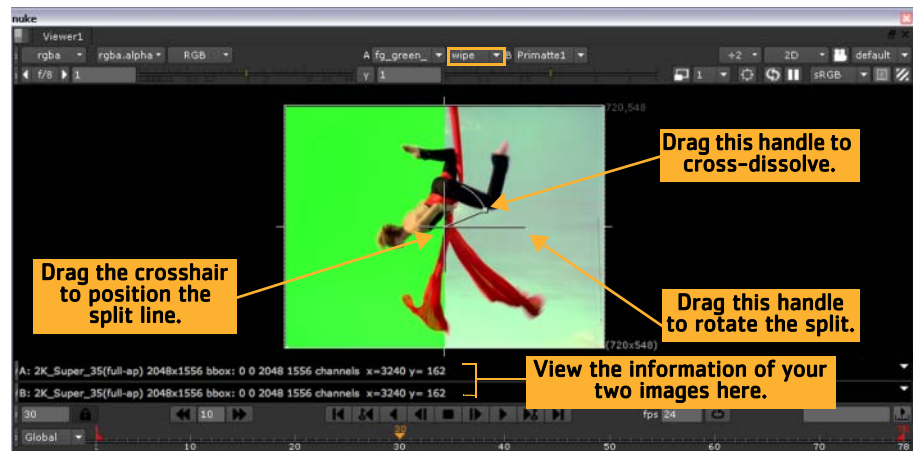 nuke
Viewer1
rgba rgba.alpha RGB A fg_green_ wipe B Primatte1 +2 2D default
f/8 1 y 1 1 sRGB
720,548
Drag this handle to
cross-dissolve.
Drag the crosshair
to position the
split line.
Drag this handle
to rotate the split.
(720x548)
View the information of your
two images here.
A: 2K_Super_35(full-ap) 2048x1556 bbox: 0 0 2048 1556 channels x=3240 y= 162
B: 2K_Super_35(full-ap) 2048x1556 bbox: 0 0 2048 1556 channels x=3240 y= 162
30 10 fps 24
Global 1 10 20 30 30 40 50 60 70 78 78